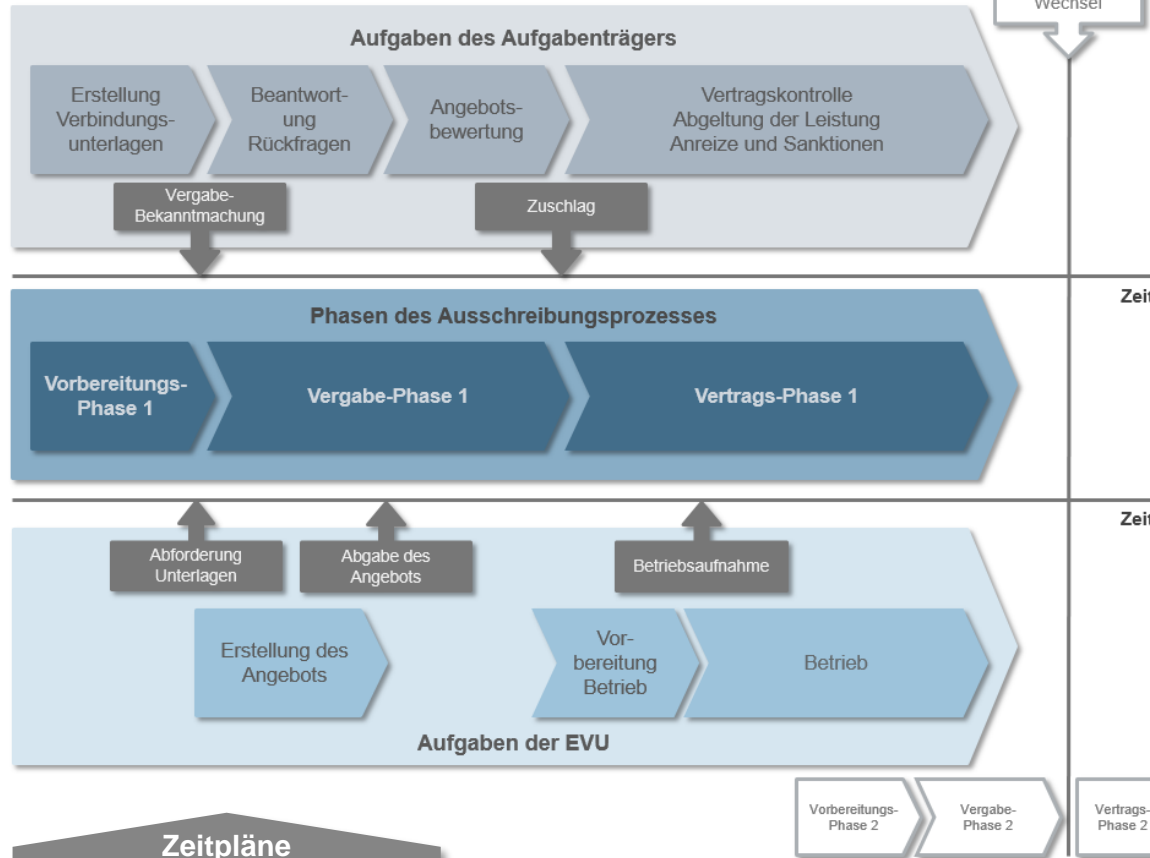 Wechsel
Aufgaben des Aufgabenträgers
Erstellung
Verbindungs-
unterlagen
Beantwort-
ung
Rückfragen
Angebots-
bewertung
Vertragskontrolle
Abgeltung der Leistung
Anreize und Sanktionen
Vergabe-
Bekanntmachung
Zuschlag
Zeit
Phasen des Ausschreibungsprozesses
Vorbereitungs-
Phase 1
Vergabe-Phase 1
Vertrags-Phase 1
Zeit
Abforderung
Unterlagen
Abgabe des
Angebots
Betriebsaufnahme
Erstellung des
Angebots
Vor-
bereitung
Betrieb
Betrieb
Aufgaben der EVU
Vorbereitungs-
Phase 2
Vergabe-
Phase 2
Vertrags-
Phase 2
Zeitpläne